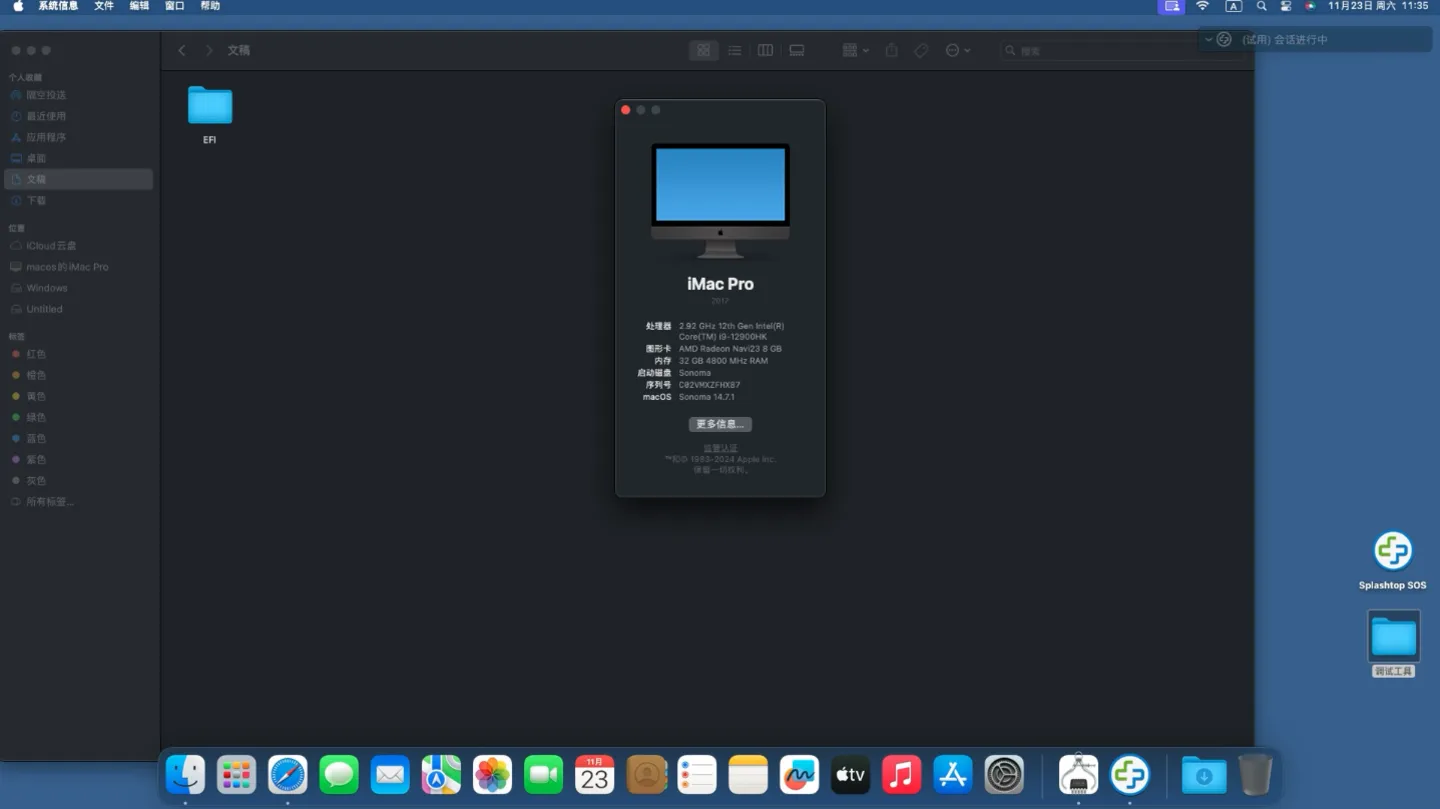 系统信息 文件 编辑 窗口 帮助
A
11月23日 周六 11:35
(试用) 会话进行中
文稿
搜索
个人收藏
隔空投送
最近使用
应用程序
桌面
文稿
下载
位置
iCloud云盘
macos的iMac Pro
Windows
Untitled
标签
红色
橙色
黄色
绿色
蓝色
紫色
灰色
所有标签...
EFI
iMac Pro
2017
处理器 2.92 GHz 12th Gen Intel(R)
Core(TM) i9-12900HK
图形卡 AMD Radeon Navi23 8 GB
内存 32 GB 4800 MHz RAM
启动磁盘 Sonoma
序列号 C02VMXZFHX87
macOS Sonoma 14.7.1
更多信息...
监管认证
™和© 1983-2024 Apple Inc.
保留一切权利。
Splashtop SOS
调试工具
11月
23
tv